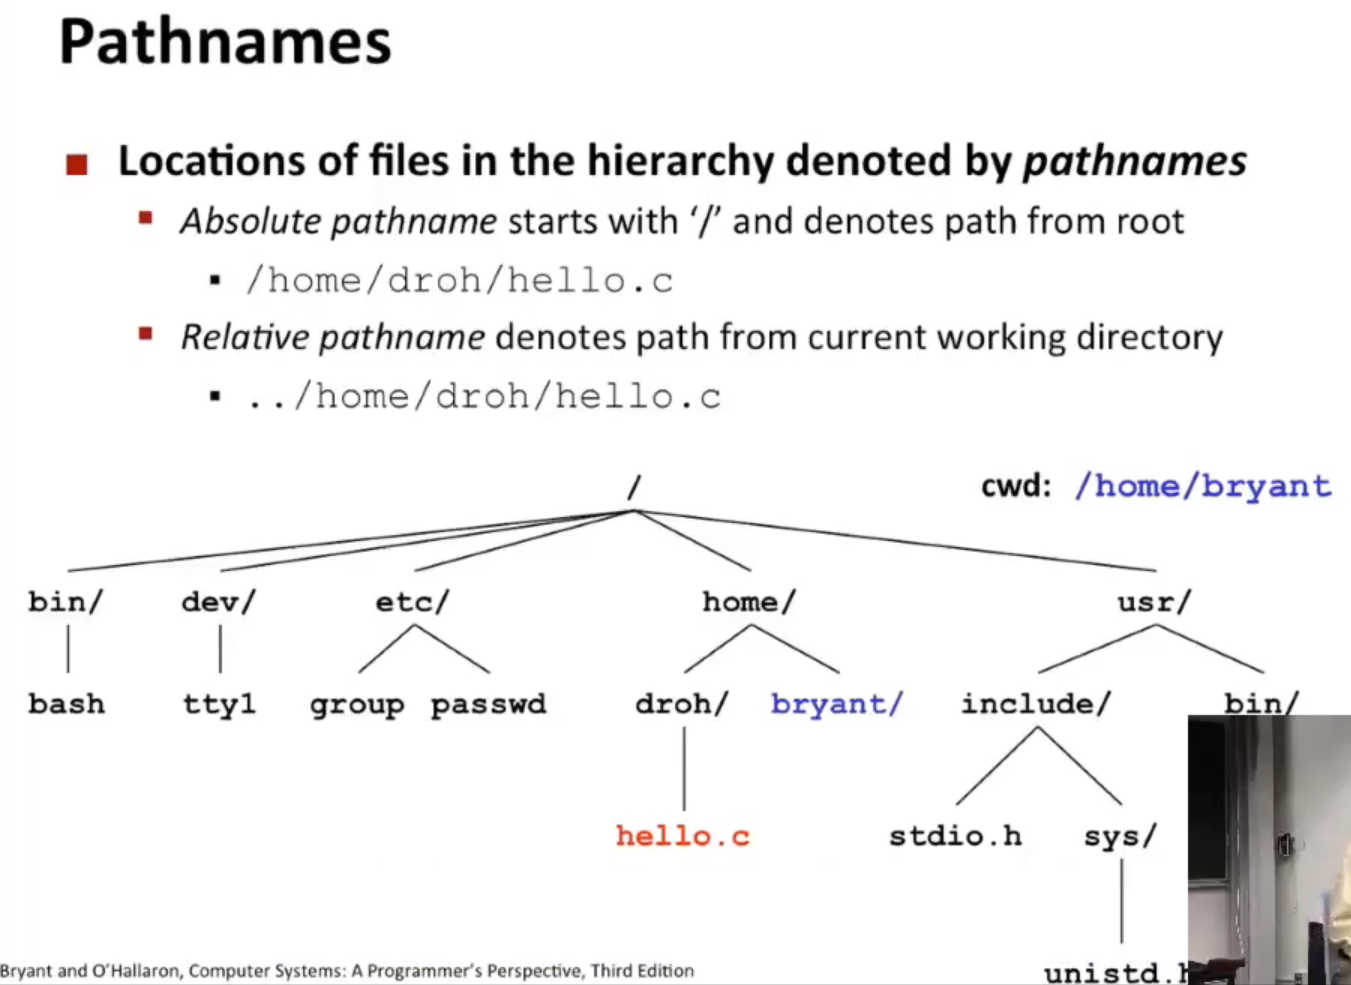 Pathnames
Locations of files in the hierarchy denoted by pathnames
Absolute pathname starts with ‘/’ and denotes path from root
/home/droh/hello.c
Relative pathname denotes path from current working directory
../home/droh/hello.c
/ cwd: /home/bryant
bin/ dev/ etc/ home/ usr/
bash tty1 group passwd droh/ bryant/ include/ bin/
hello.c stdio.h sys/
unistd.h
Bryant and O’Hallaron, Computer Systems: A Programmer’s Perspective, Third Edition